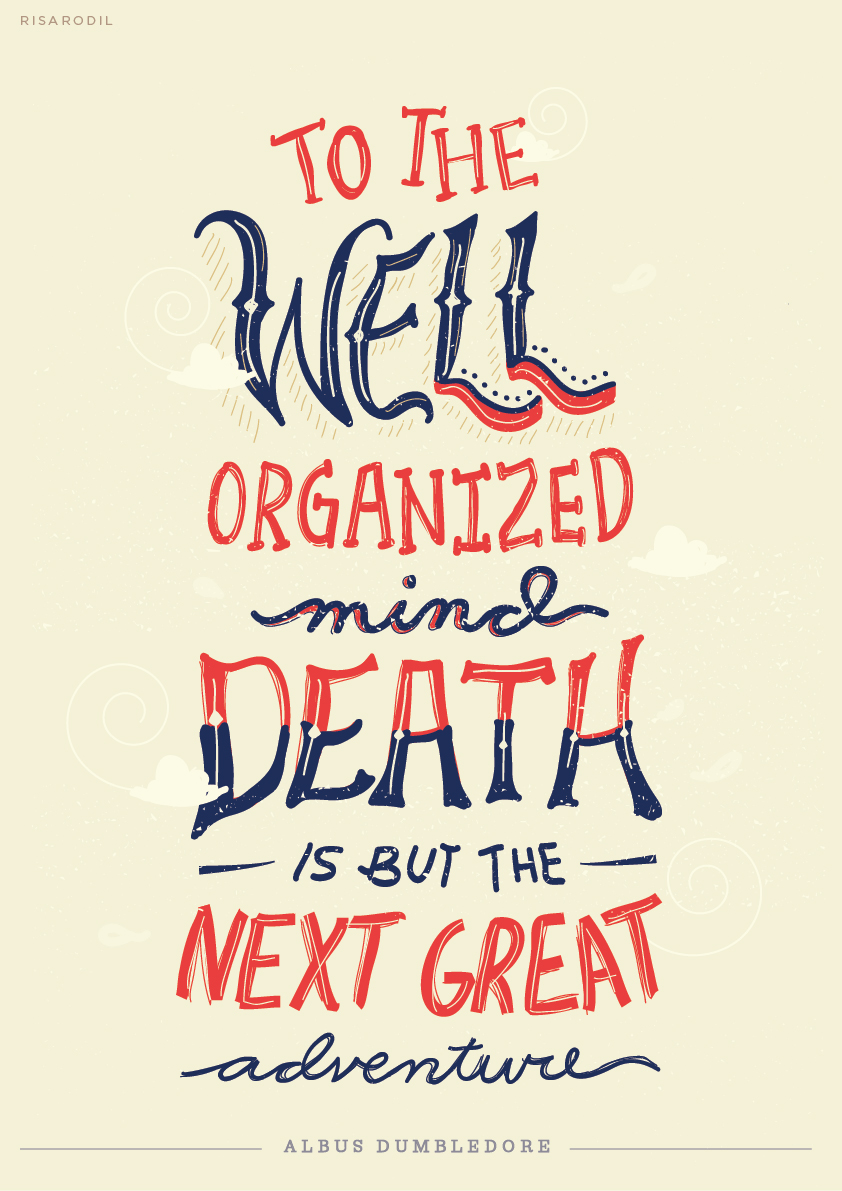 RISARODIL
TO THE
WELL
ORGANIZED
mind
DEATH
IS BUT THE
NEXT GREAT
adventure
ALBUS DUMBLEDORE